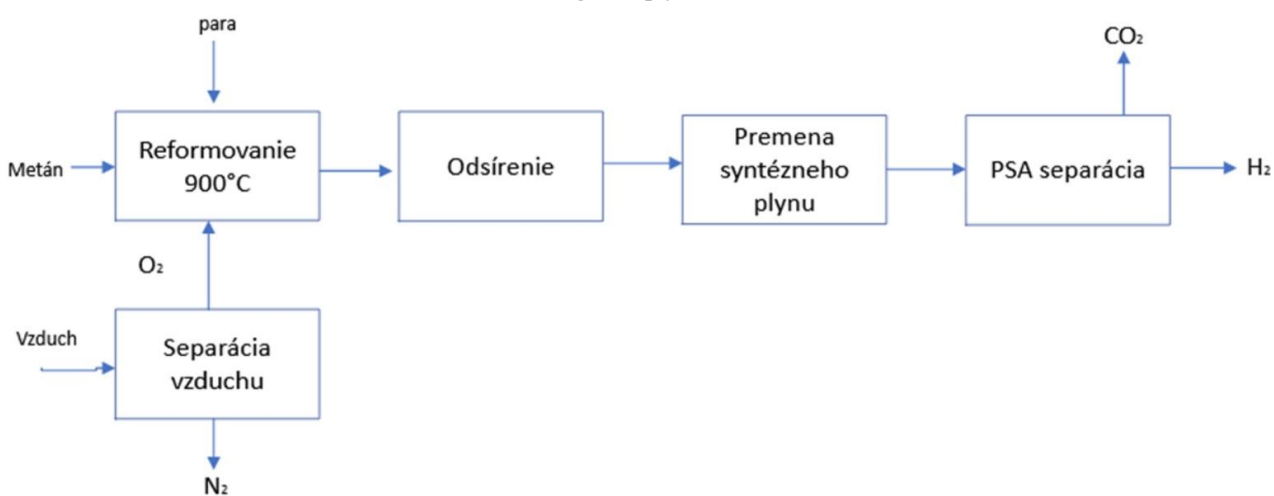 para
CO₂
Metán
Reformovanie
900°C
Odsírenie
Premena
syntézneho
plynu
PSA separácia
H₂
O₂
Vzduch
Separácia
vzduchu
N₂